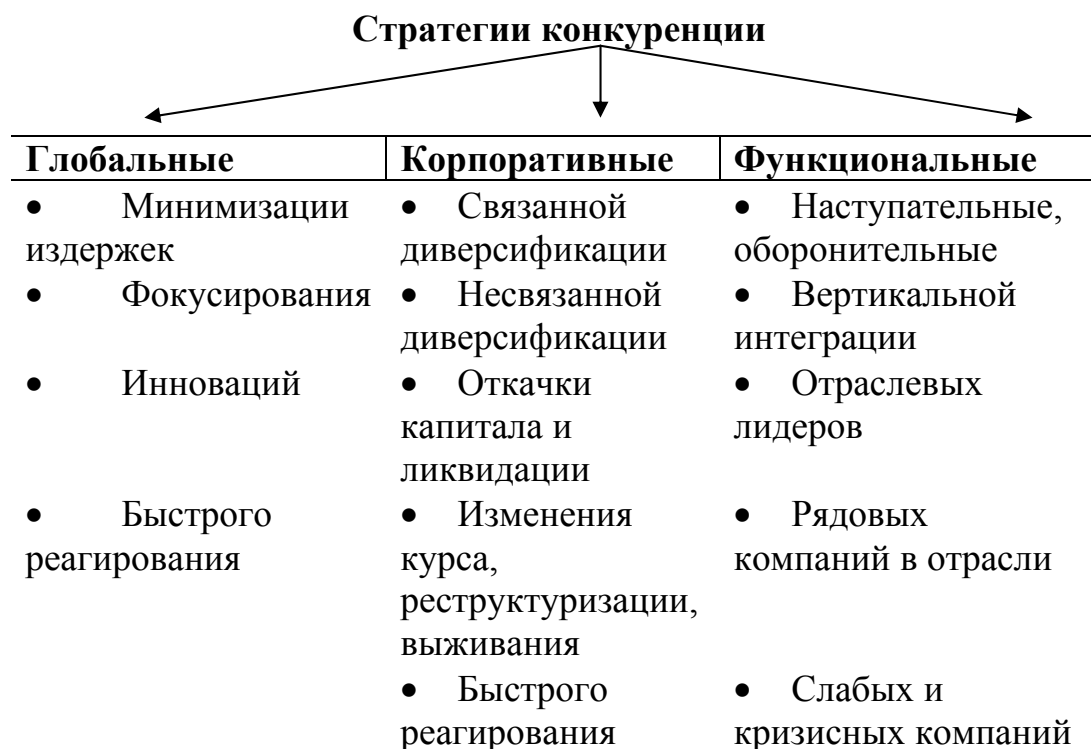 Стратегии конкуренции
Глобальные Корпоративные Функциональные
• Минимизации • Связанной • Наступательные,
издержек диверсификации оборонительные
• Фокусирования • Несвязанной • Вертикальной
диверсификации интеграции
• Инноваций • Откачки • Отраслевых
капитала и лидеров
ликвидации
• Быстрого • Изменения • Рядовых
реагирования курса, компаний в отрасли
реструктуризации,
выживания
• Быстрого • Слабых и
реагирования кризисных компаний